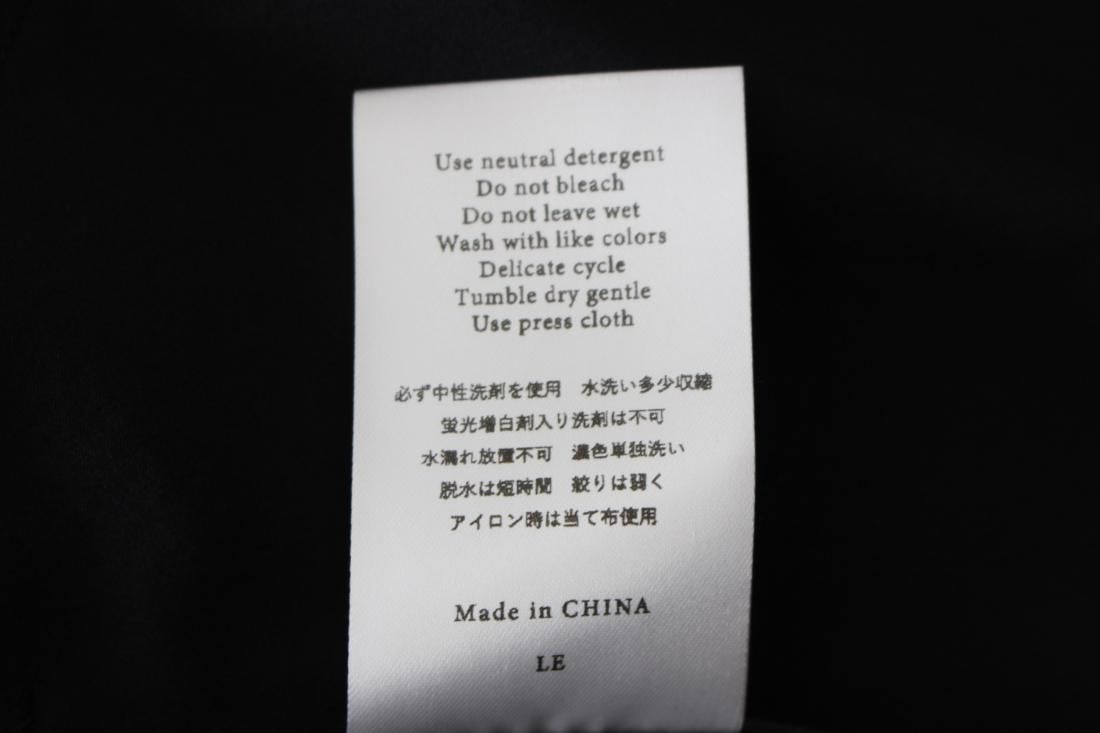 Use neutral detergent
Do not bleach
Do not leave wet
Wash with like colors
Delicate cycle
Tumble dry gentle
Use press cloth
必ず中性洗剤を使用　水洗い多少収縮
蛍光増白剤入り洗剤は不可
水濡れ放置不可　濃色単独洗い
脱水は短時間　絞りは弱く
アイロン時は当て布使用
Made in CHINA
LE